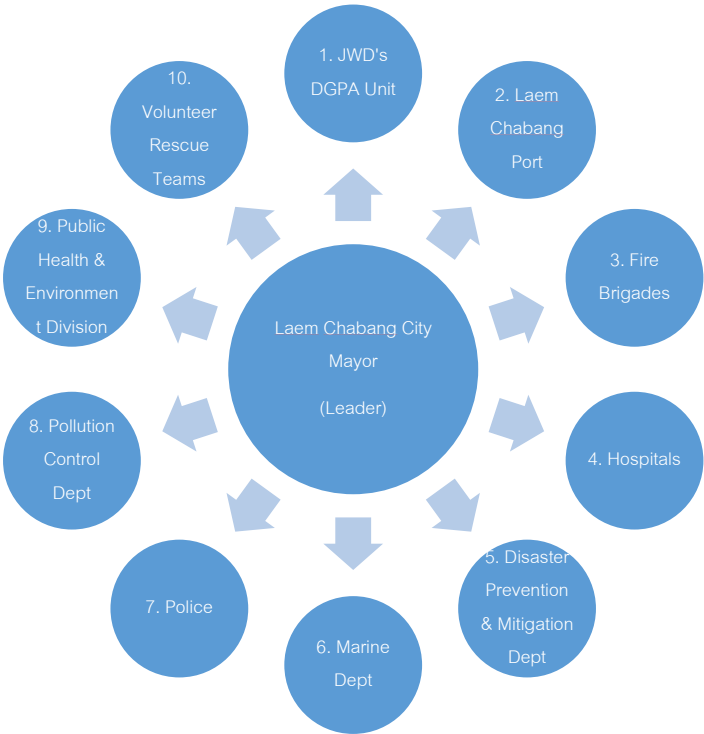 Laem Chabang City
Mayor
(Leader)
1. JWD's
DGPA Unit
2. Laem
Chabang
Port
3. Fire
Brigades
4. Hospitals
5. Disaster
Prevention
& Mitigation
Dept
6. Marine
Dept
7. Police
8. Pollution
Control
Dept
9. Public
Health &
Environmen
t Division
10.
Volunteer
Rescue
Teams